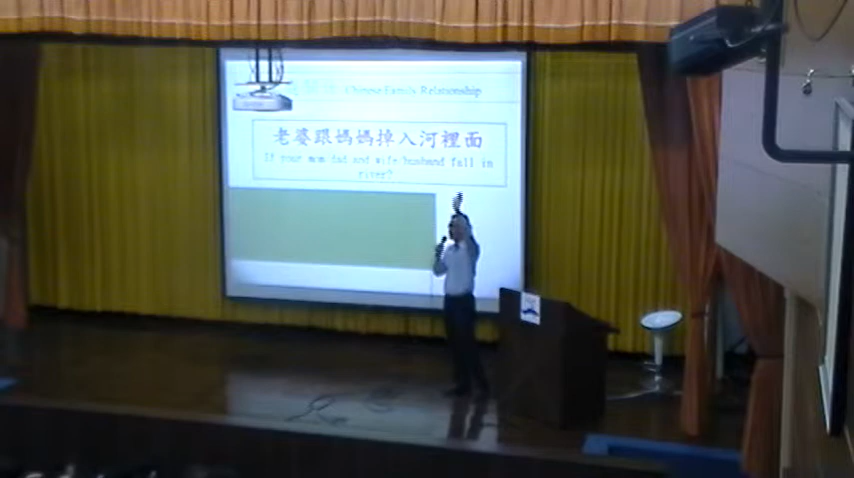 Chinese Family Relationship
老婆跟媽媽掉入河裡面
If your mom dad and wife husband fall in
river?